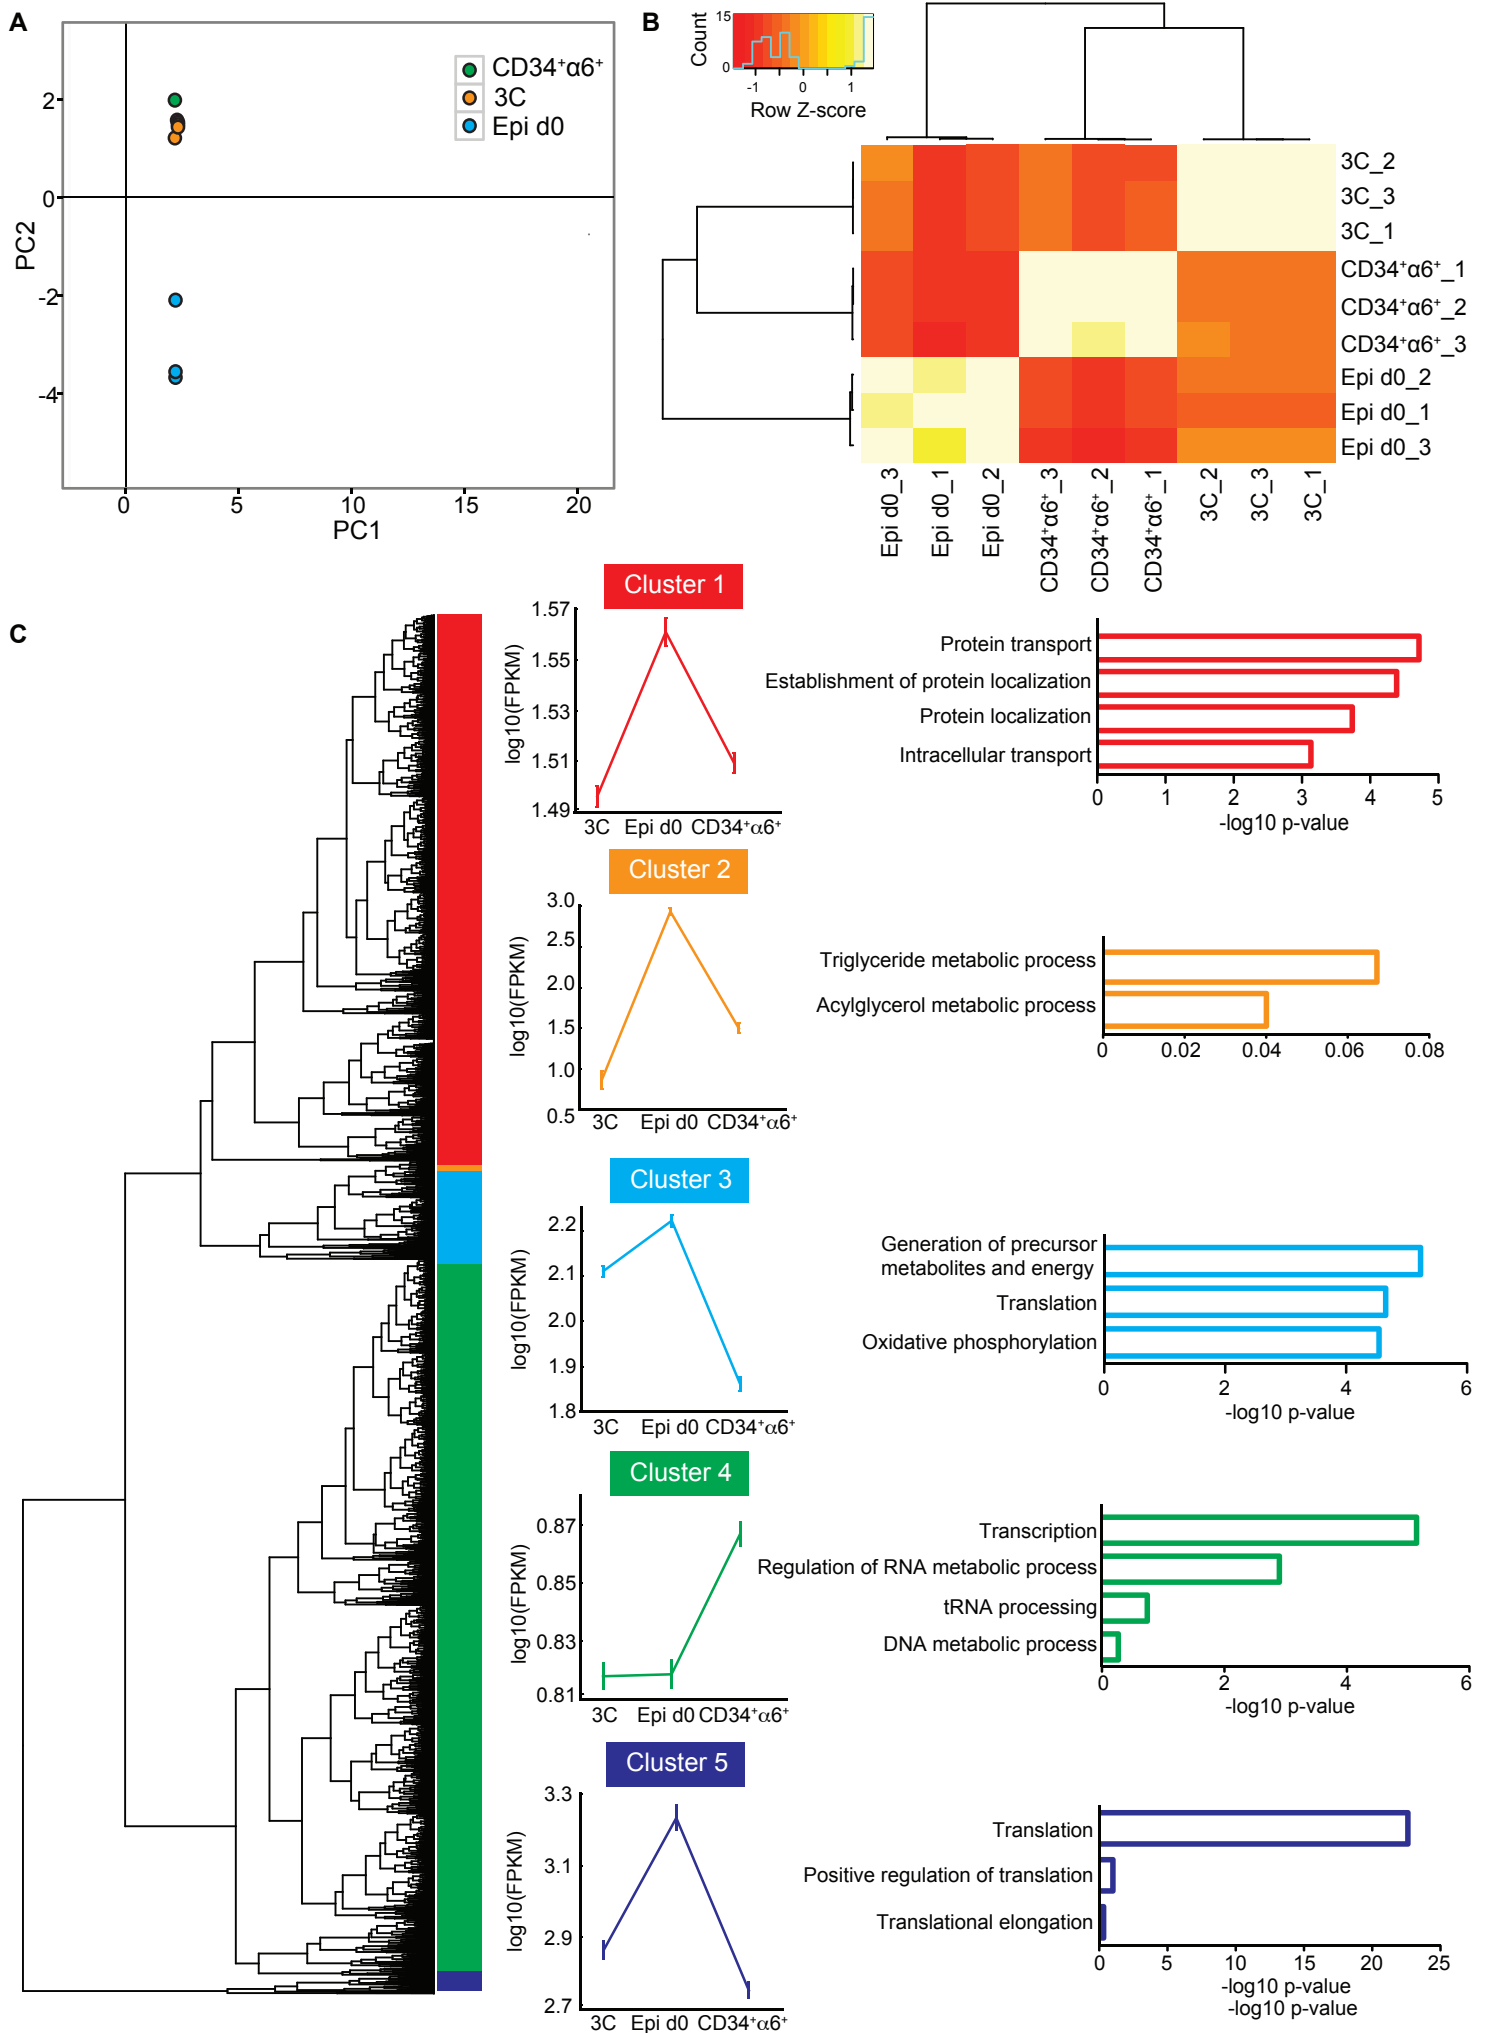 A
CD34⁺α6⁺
3C
Epi d0
2
0
-2
-4
PC2
0 5 10 15 20
PC1
B
15
0
Count
-1 0 1
Row Z-score
3C_2
3C_3
3C_1
CD34⁺α6⁺_1
CD34⁺α6⁺_2
CD34⁺α6⁺_3
Epi d0_2
Epi d0_1
Epi d0_3
Epi d0_3
Epi d0_1
Epi d0_2
CD34⁺α6⁺_3
CD34⁺α6⁺_2
CD34⁺α6⁺_1
3C_2
3C_3
3C_1
C
Cluster 1
1.57
1.55
1.53
1.51
1.49
log10(FPKM)
3C Epi d0 CD34⁺α6⁺
Protein transport
Establishment of protein localization
Protein localization
Intracellular transport
0 1 2 3 4 5
-log10 p-value
Cluster 2
3.0
2.5
2.0
1.5
1.0
0.5
log10(FPKM)
3C Epi d0 CD34⁺α6⁺
Triglyceride metabolic process
Acylglycerol metabolic process
0 0.02 0.04 0.06 0.08
Cluster 3
2.2
2.1
2.0
1.9
1.8
log10(FPKM)
3C Epi d0 CD34⁺α6⁺
Generation of precursor
metabolites and energy
Translation
Oxidative phosphorylation
0 2 4 6
-log10 p-value
Cluster 4
0.87
0.85
0.83
0.81
log10(FPKM)
3C Epi d0 CD34⁺α6⁺
Transcription
Regulation of RNA metabolic process
tRNA processing
DNA metabolic process
0 2 4 6
-log10 p-value
Cluster 5
3.3
3.1
2.9
2.7
log10(FPKM)
3C Epi d0 CD34⁺α6⁺
Translation
Positive regulation of translation
Translational elongation
0 5 10 15 20 25
-log10 p-value
-log10 p-value